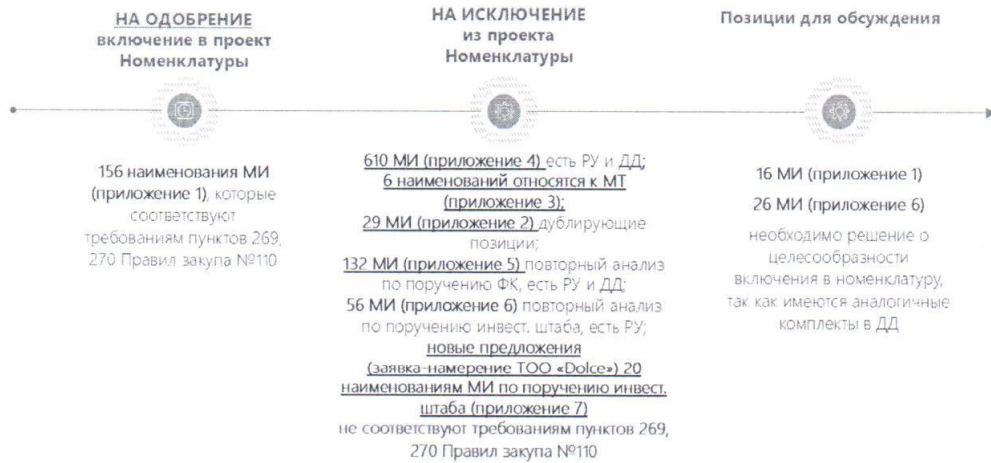 НА ОДОБРЕНИЕ
включение в проект
Номенклатуры
156 наименования МИ
(приложение 1), которые
соответствуют
требованиям пунктов 269,
270 Правил закупа №110
НА ИСКЛЮЧЕНИЕ
из проекта
Номенклатуры
610 МИ (приложение 4) есть РУ и ДД;
6 наименований относятся к МТ
(приложение 3);
29 МИ (приложение 2) дублирующие
позиции;
132 МИ (приложение 5) повторный анализ
по поручению ФК, есть РУ и ДД;
56 МИ (приложение 6) повторный анализ
по поручению инвест. штаба, есть РУ;
новые предложения
(заявка-намерение ТОО «Dolce») 20
наименованиям МИ по поручению инвест.
штаба (приложение 7)
не соответствуют требованиям пунктов 269,
270 Правил закупа №110
Позиции для обсуждения
16 МИ (приложение 1)
26 МИ (приложение 6)
необходимо решение о
целесообразности
включения в номенклатуру,
так как имеются аналогичные
комплекты в ДД